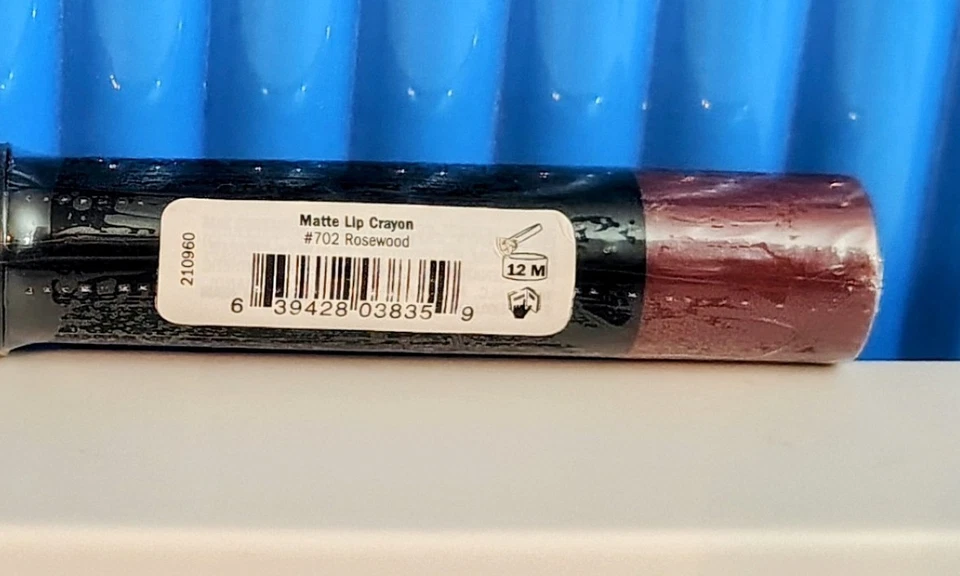 Matte Lip Crayon
#702 Rosewood
210960
12 M
6 39428 03835 9